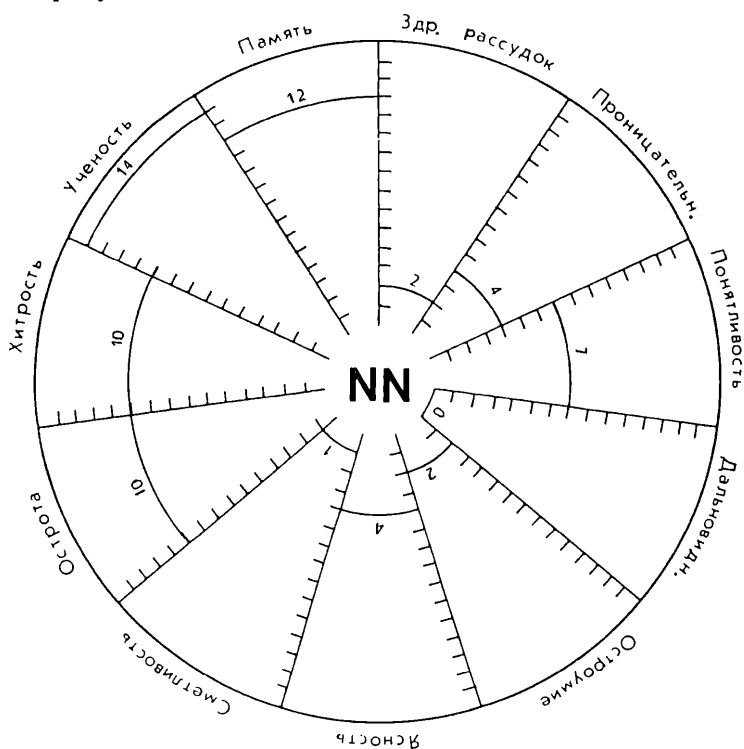 Здр. рассудок
2
Проницательн.
4
Понятливость
7
Дальновидн.
0
Остроумие
2
Ясность
4
Сметливость
1
Острота
10
Хитрость
10
Ученость
14
Память
12
NN